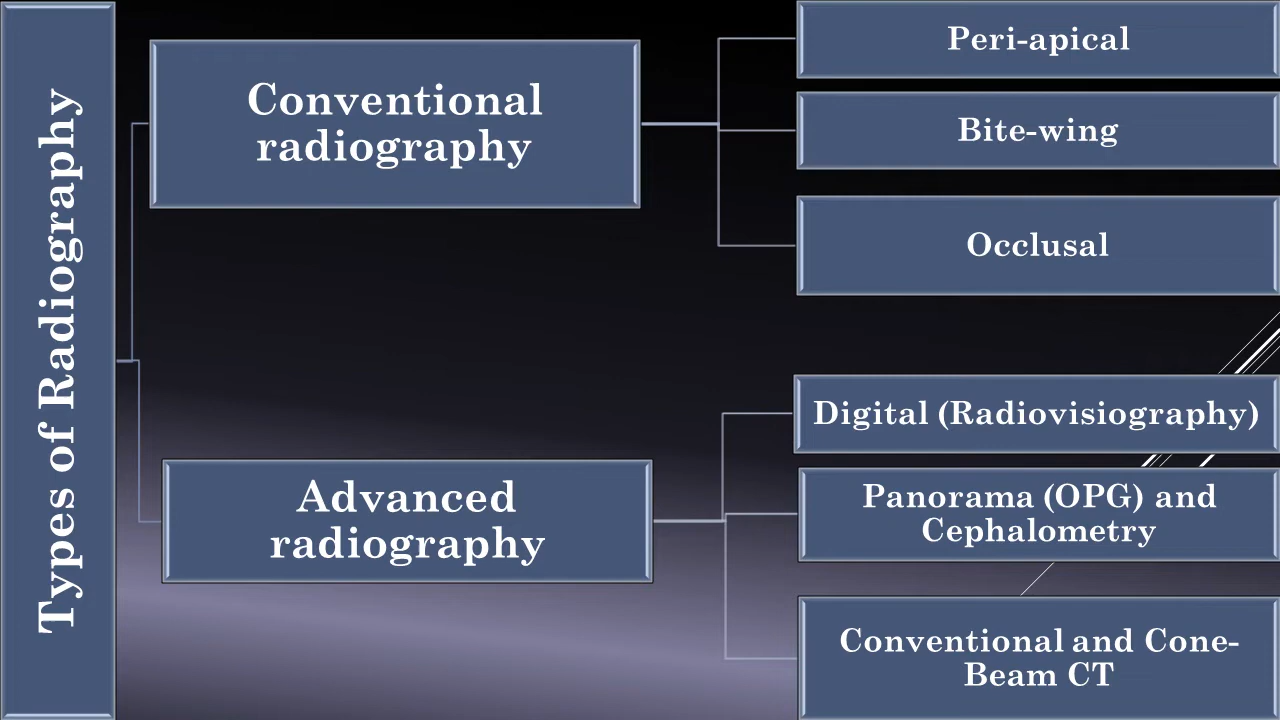 Types of Radiography
Conventional
radiography
Peri-apical
Bite-wing
Occlusal
Advanced
radiography
Digital (Radiovisiography)
Panorama (OPG) and
Cephalometry
Conventional and Cone-
Beam CT